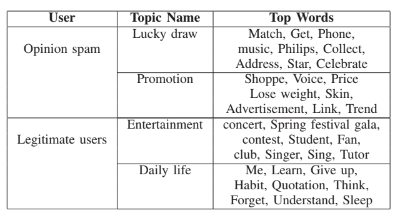 User Topic Name Top Words
Opinion spam Lucky draw Match, Get, Phone,
music, Philips, Collect,
Address, Star, Celebrate
Promotion Shoppe, Voice, Price
Lose weight, Skin,
Advertisement, Link, Trend
Legitimate users Entertainment concert, Spring festival gala,
contest, Student, Fan,
club, Singer, Sing, Tutor
Daily life Me, Learn, Give up,
Habit, Quotation, Think,
Forget, Understand, Sleep